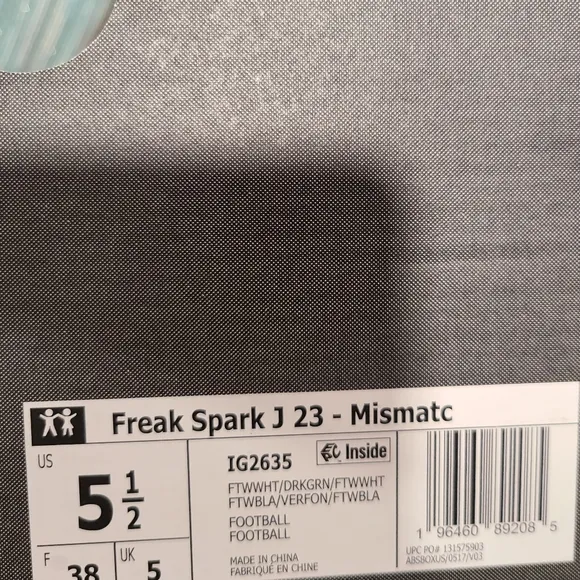 Freak Spark J 23 - Mismatc
US
5 1/2
IG2635
Inside
FTWWHT/DRKGRN/FTWWHT
FTWBLA/VERFON/FTWBLA
FOOTBALL
FOOTBALL
MADE IN CHINA
FABRIQUÉ EN CHINE
F
38
UK
5
1 96460 89208 5
UPC PO# 131575903
ABSBOXUS/0517/V03